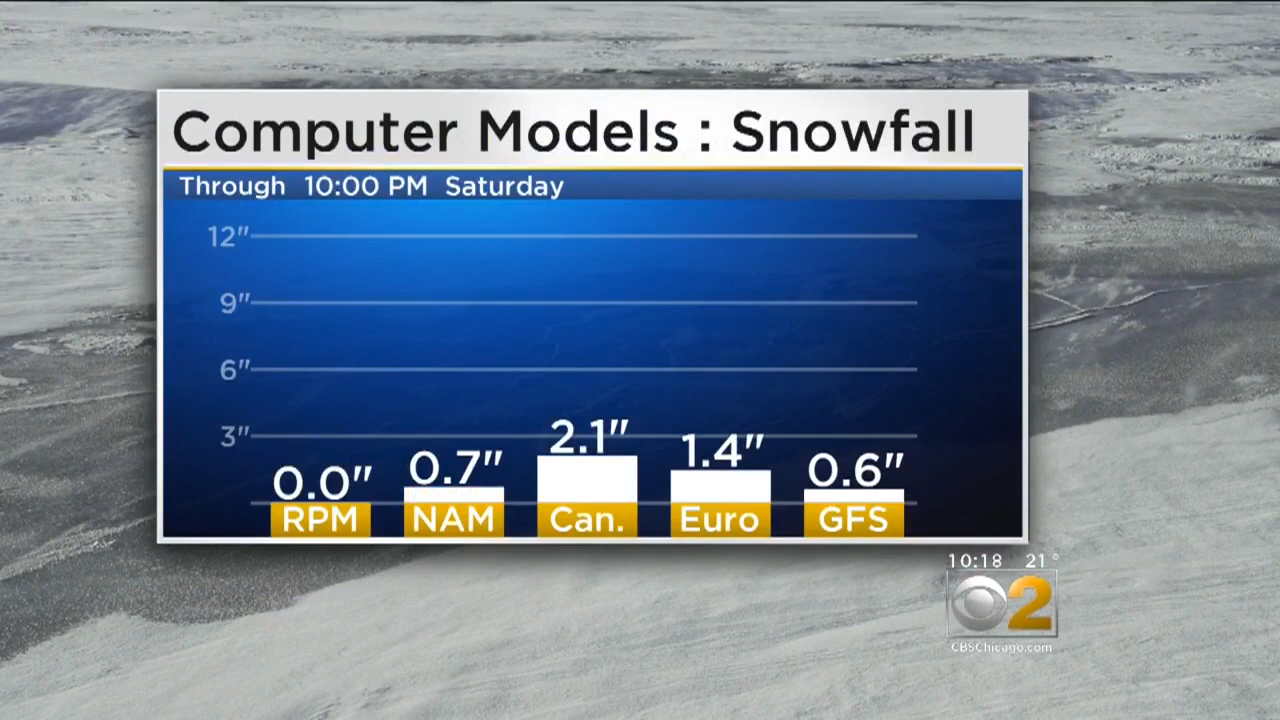 Computer Models : Snowfall
Through 10:00 PM Saturday
12"
9"
6"
3"
0.0" 0.7" 2.1" 1.4" 0.6"
RPM NAM Can. Euro GFS
10:18 21°
2
CBSChicago.com